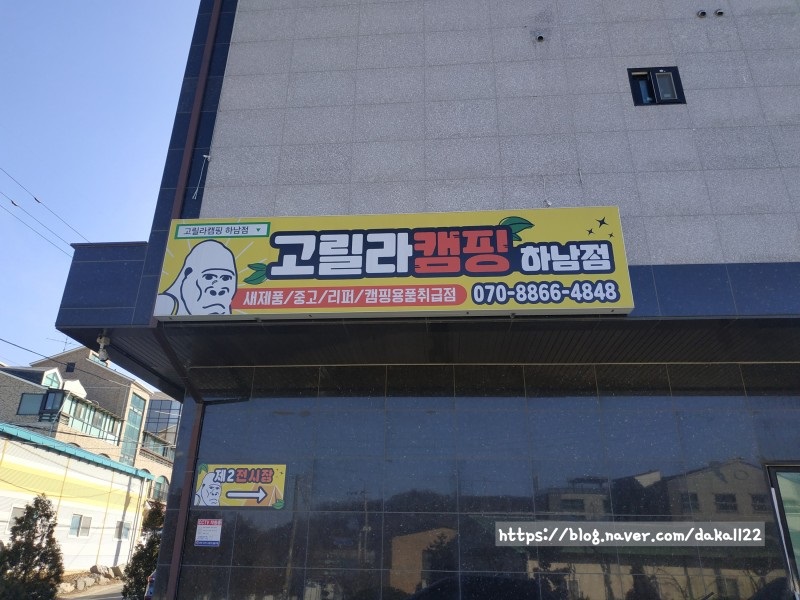 고릴라캠핑 하남점
고릴라캠핑 하남점
새제품/중고/리퍼/캠핑용품취급점 070-8866-4848
제2전시장
https://blog.naver.com/dakall22